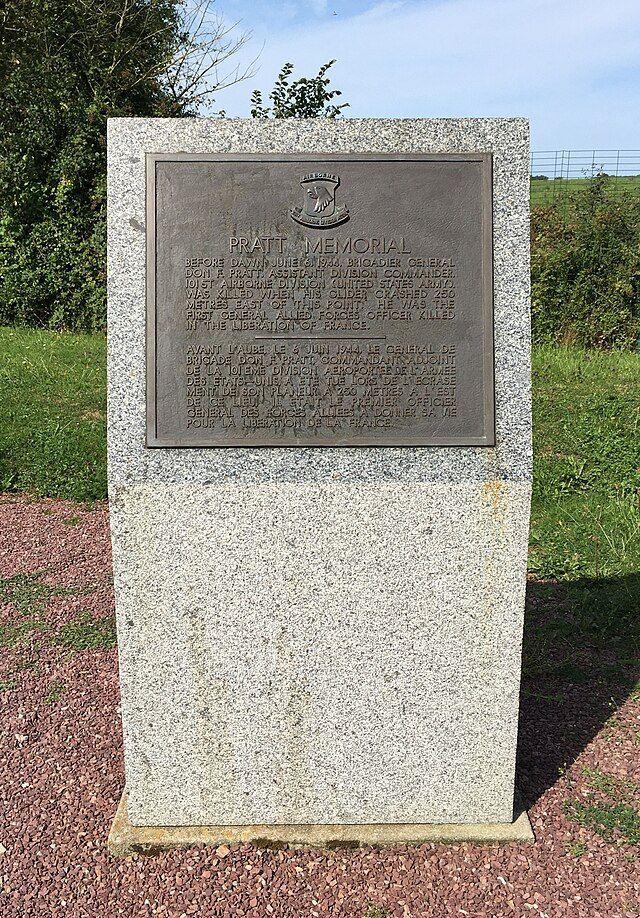 AIRBORNE
PRATT MEMORIAL
BEFORE DAWN JUNE 6, 1944, BRIGADIER GENERAL
DON F. PRATT, ASSISTANT DIVISION COMMANDER,
101ST AIRBORNE DIVISION (UNITED STATES ARMY),
WAS KILLED WHEN HIS GLIDER CRASHED 256
METRES EAST OF THIS POINT. HE WAS THE
FIRST GENERAL ALLIED FORCES OFFICER KILLED
IN THE LIBERATION OF FRANCE.
AVANT L'AUBE, LE 6 JUIN 1944, LE GENERAL DE
BRIGADE DON F. PRATT COMMANDANT ADJOINT
DE LA 101EME DIVISION AEROPORTEE DE L'ARMEE
DES ETATS UNIS, A ETE TUE LORS DE L'ECRASE
MENT DE SON PLANEUR A 256 METRES A L'EST
DE CE LIEU. IL ETAIT LE PREMIER OFFICIER
GENERAL DES FORCES ALLIEES A DONNER SA VIE
POUR LA LIBERATION DE LA FRANCE.